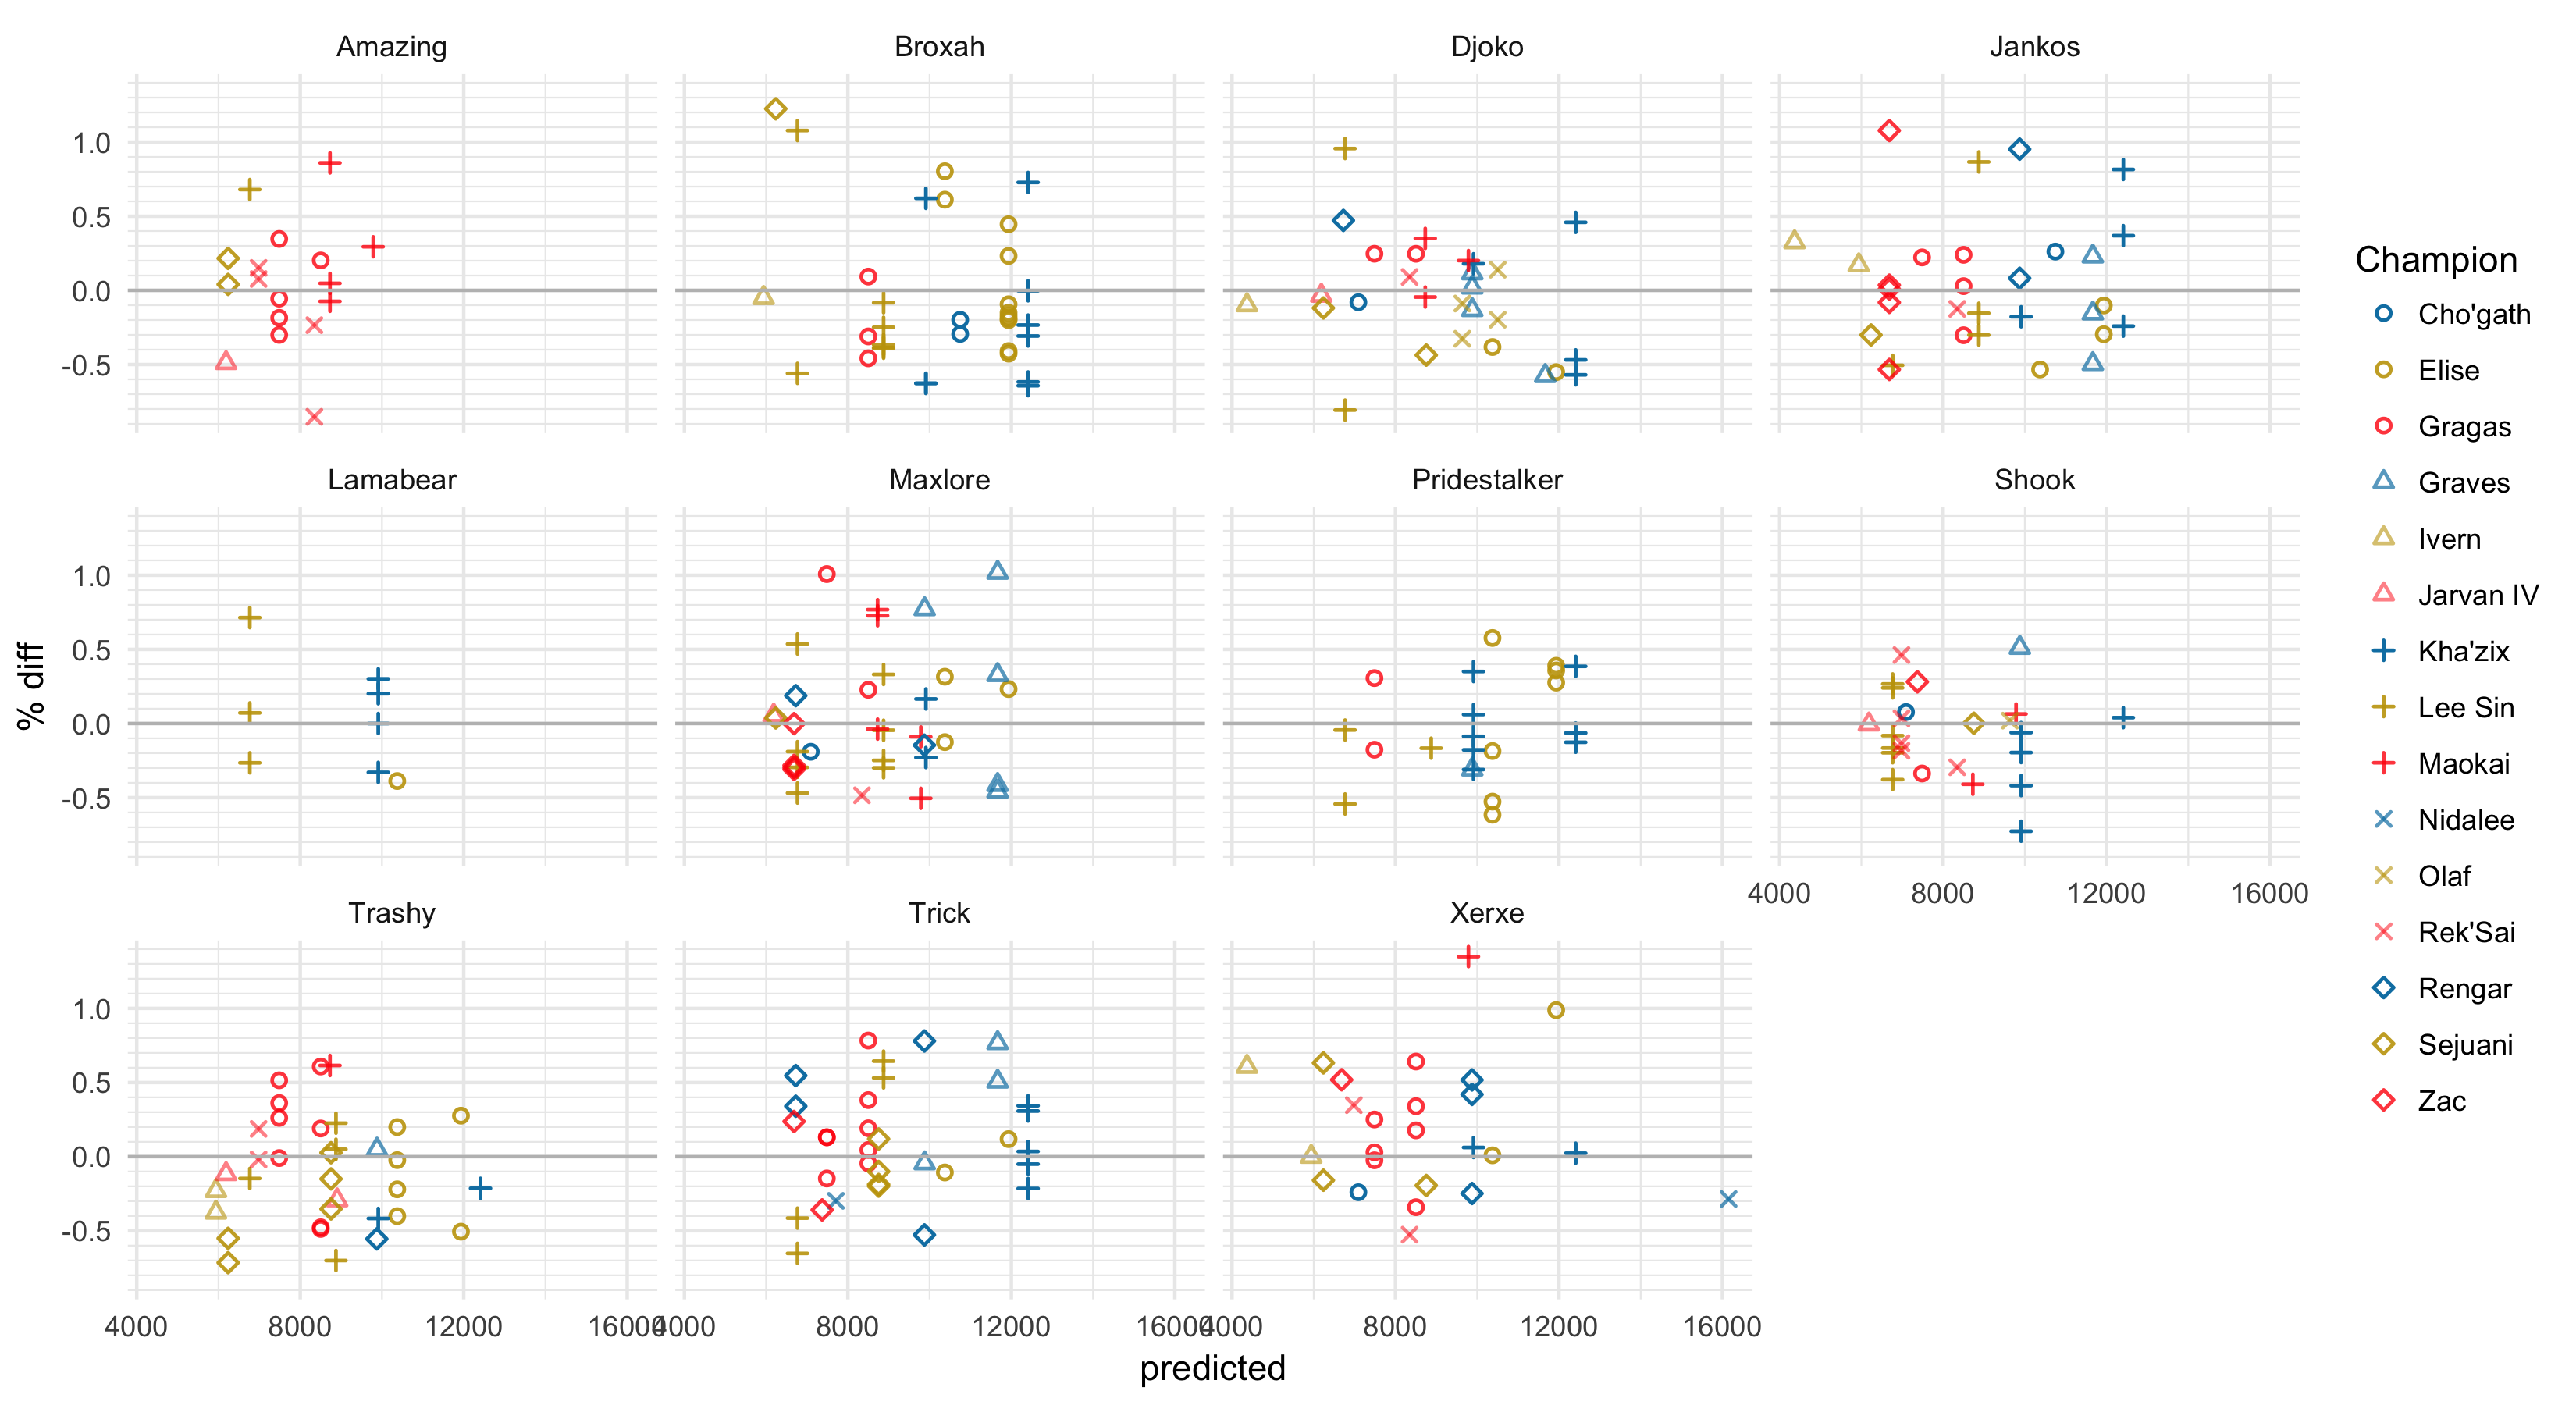 Amazing
Broxah
Djoko
Jankos
1.0
0.5
0.0
-0.5
Lamabear
Maxlore
Pridestalker
Shook
1.0
0.5
0.0
-0.5
4000 8000 12000 16000
Trashy
Trick
Xerxe
1.0
0.5
0.0
-0.5
4000 8000 12000 16000
4000 8000 12000 16000
4000 8000 12000 16000
predicted
% diff
Champion
Cho'gath
Elise
Gragas
Graves
Ivern
Jarvan IV
Kha'zix
Lee Sin
Maokai
Nidalee
Olaf
Rek'Sai
Rengar
Sejuani
Zac